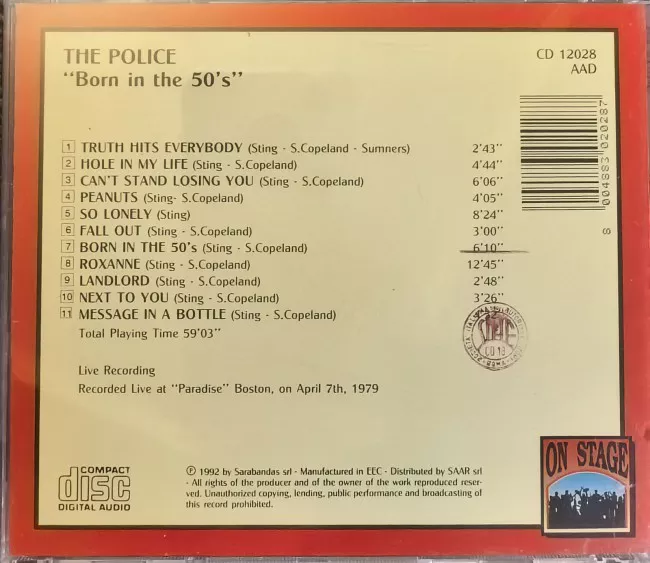 THE POLICE CD 12028
"Born in the 50's" AAD
1 TRUTH HITS EVERYBODY (Sting - S.Copeland - Sumners) 2'43"
2 HOLE IN MY LIFE (Sting - S.Copeland) 4'44"
3 CAN'T STAND LOSING YOU (Sting - S.Copeland) 6'06"
4 PEANUTS (Sting- S.Copeland) 4'05"
5 SO LONELY (Sting) 8'24"
6 FALL OUT (Sting - S.Copeland) 3'00"
7 BORN IN THE 50's (Sting - S.Copeland) 6'10"
8 ROXANNE (Sting - S.Copeland) 12'45"
9 LANDLORD (Sting - S.Copeland) 2'48"
10 NEXT TO YOU (Sting - S.Copeland) 3'26"
11 MESSAGE IN A BOTTLE (Sting - S.Copeland)
Total Playing Time 59'03"
Live Recording
Recorded Live at "Paradise" Boston, on April 7th, 1979
8 004883 020287
CD 13
COMPACT
disc
DIGITAL AUDIO
℗ 1992 by Sarabandas srl - Manufactured in EEC - Distributed by SAAR srl
- All rights of the producer and of the owner of the work reproduced reser-
ved. Unauthorized copying, lending, public performance and broadcasting of
this record prohibited.
ON STAGE